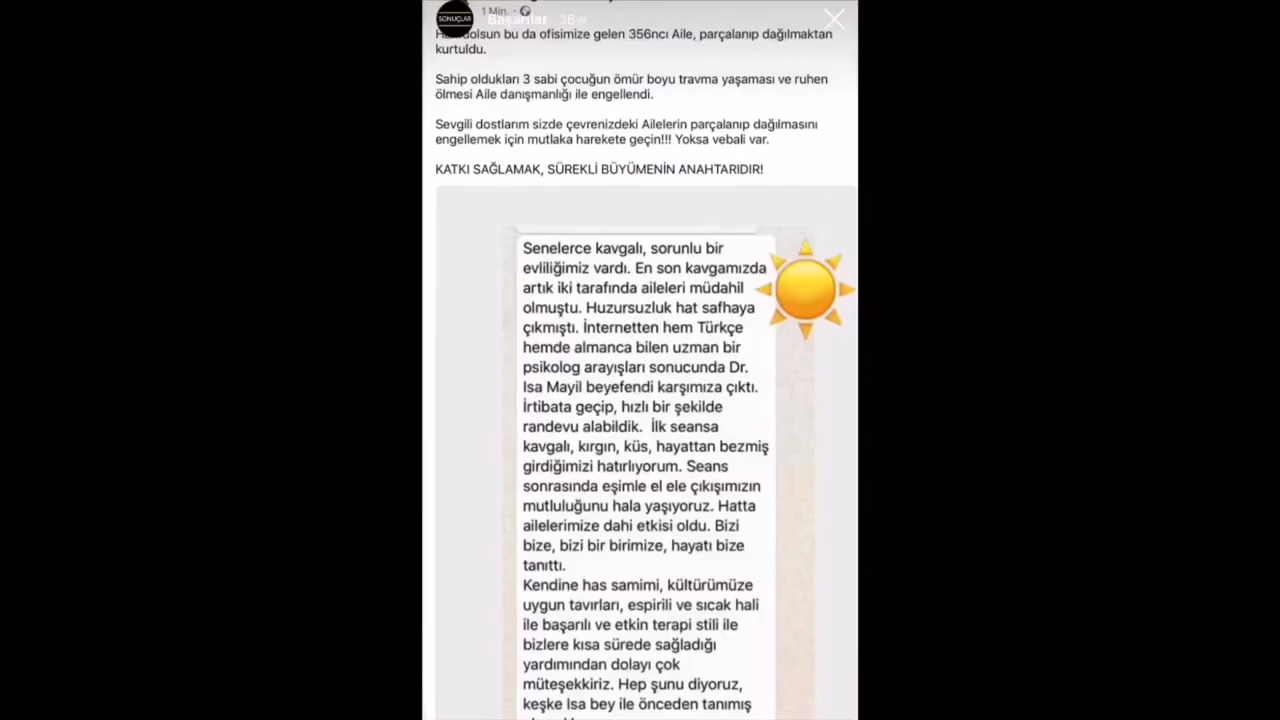 1 Min.
SONUÇLAR
Başarılar 36w
dolsun bu da ofisimize gelen 356ncı Aile, parçalanıp dağılmaktan
kurtuldu.
Sahip oldukları 3 sabi çocuğun ömür boyu travma yaşaması ve ruhen
ölmesi Aile danışmanlığı ile engellendi.
Sevgili dostlarım sizde çevrenizdeki Ailelerin parçalanıp dağılmasını
engellemek için mutlaka harekete geçin!!! Yoksa vebali var.
KATKI SAĞLAMAK, SÜREKLİ BÜYÜMENİN ANAHTARIDIR!
Senelerce kavgalı, sorunlu bir
evliliğimiz vardı. En son kavgamızda
artık iki tarafında aileleri müdahil
olmuştu. Huzursuzluk hat safhaya
çıkmıştı. İnternetten hem Türkçe
hemde almanca bilen uzman bir
psikolog arayışları sonucunda Dr.
Isa Mayil beyefendi karşımıza çıktı.
İrtibata geçip, hızlı bir şekilde
randevu alabildik. İlk seansa
kavgalı, kırgın, küs, hayattan bezmiş
girdiğimizi hatırlıyorum. Seans
sonrasında eşimle el ele çıkışımızın
mutluluğunu hala yaşıyoruz. Hatta
ailelerimize dahi etkisi oldu. Bizi
bize, bizi bir birimize, hayatı bize
tanıttı.
Kendine has samimi, kültürümüze
uygun tavırları, espirili ve sıcak hali
ile başarılı ve etkin terapi stili ile
bizlere kısa sürede sağladığı
yardımından dolayı çok
müteşekkiriz. Hep şunu diyoruz,
keşke Isa bey ile önceden tanımış